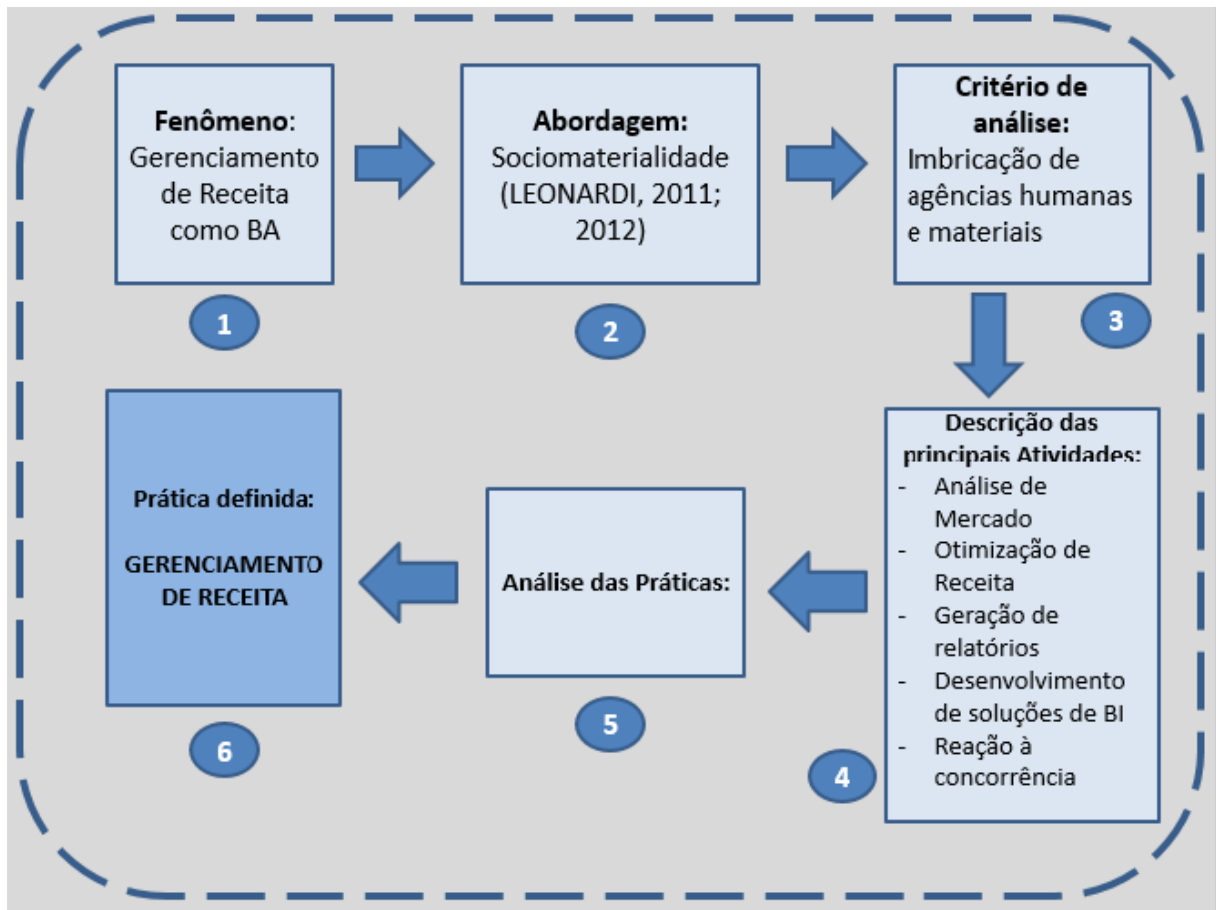 Fenômeno:
Gerenciamento
de Receita
como BA
1
Abordagem:
Sociomaterialidade
(LEONARDI, 2011;
2012)
2
Critério de
análise:
Imbricação de
agências humanas
e materiais
3
Descrição das
principais Atividades:
- Análise de
Mercado
- Otimização de
Receita
- Geração de
relatórios
- Desenvolvimento
de soluções de BI
- Reação à
concorrência
4
Análise das Práticas:
5
Prática definida:
GERENCIAMENTO
DE RECEITA
6